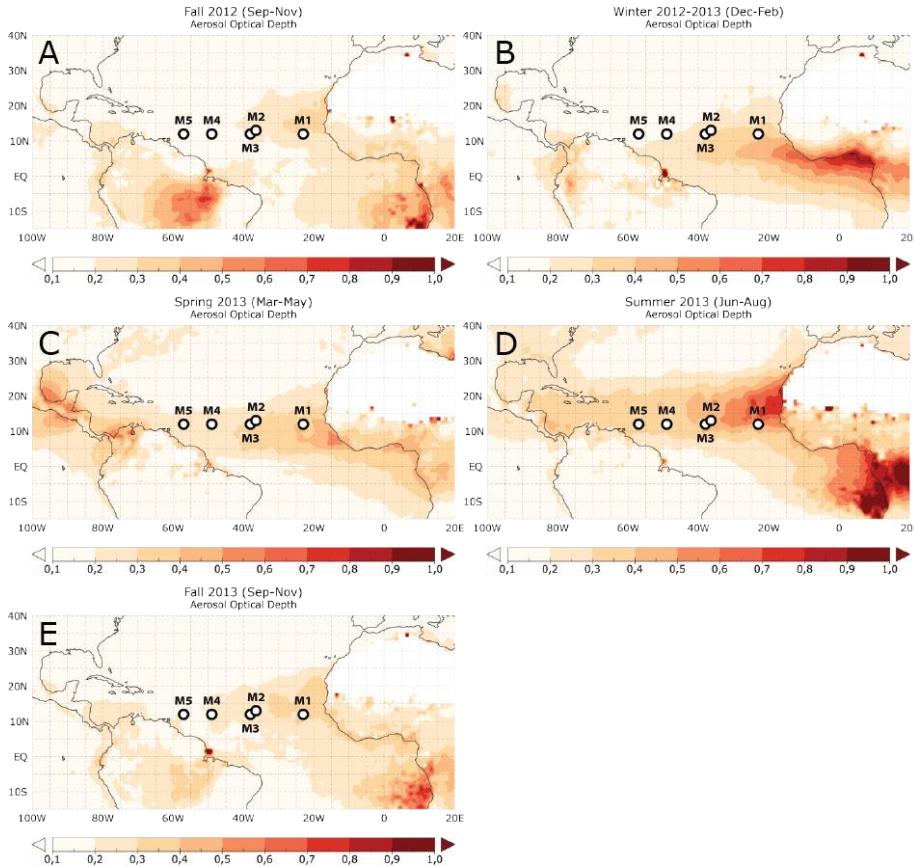 Fall 2012 (Sep-Nov)
Aerosol Optical Depth
A
40N
30N
20N
10N
EQ
10S
M5 M4 M2 M1
M3
100W 80W 60W 40W 20W 0 20E
0,1 0,2 0,3 0,4 0,5 0,6 0,7 0,8 0,9 1,0
Winter 2012-2013 (Dec-Feb)
Aerosol Optical Depth
B
40N
30N
20N
10N
EQ
10S
M5 M4 M2 M1
M3
100W 80W 60W 40W 20W 0 20E
0,1 0,2 0,3 0,4 0,5 0,6 0,7 0,8 0,9 1,0
Spring 2013 (Mar-May)
Aerosol Optical Depth
C
40N
30N
20N
10N
EQ
10S
M5 M4 M2 M1
M3
100W 80W 60W 40W 20W 0 20E
0,1 0,2 0,3 0,4 0,5 0,6 0,7 0,8 0,9 1,0
Summer 2013 (Jun-Aug)
Aerosol Optical Depth
D
40N
30N
20N
10N
EQ
10S
M5 M4 M2 M1
M3
100W 80W 60W 40W 20W 0 20E
0,1 0,2 0,3 0,4 0,5 0,6 0,7 0,8 0,9 1,0
Fall 2013 (Sep-Nov)
Aerosol Optical Depth
E
40N
30N
20N
10N
EQ
10S
M5 M4 M2 M1
M3
100W 80W 60W 40W 20W 0 20E
0,1 0,2 0,3 0,4 0,5 0,6 0,7 0,8 0,9 1,0